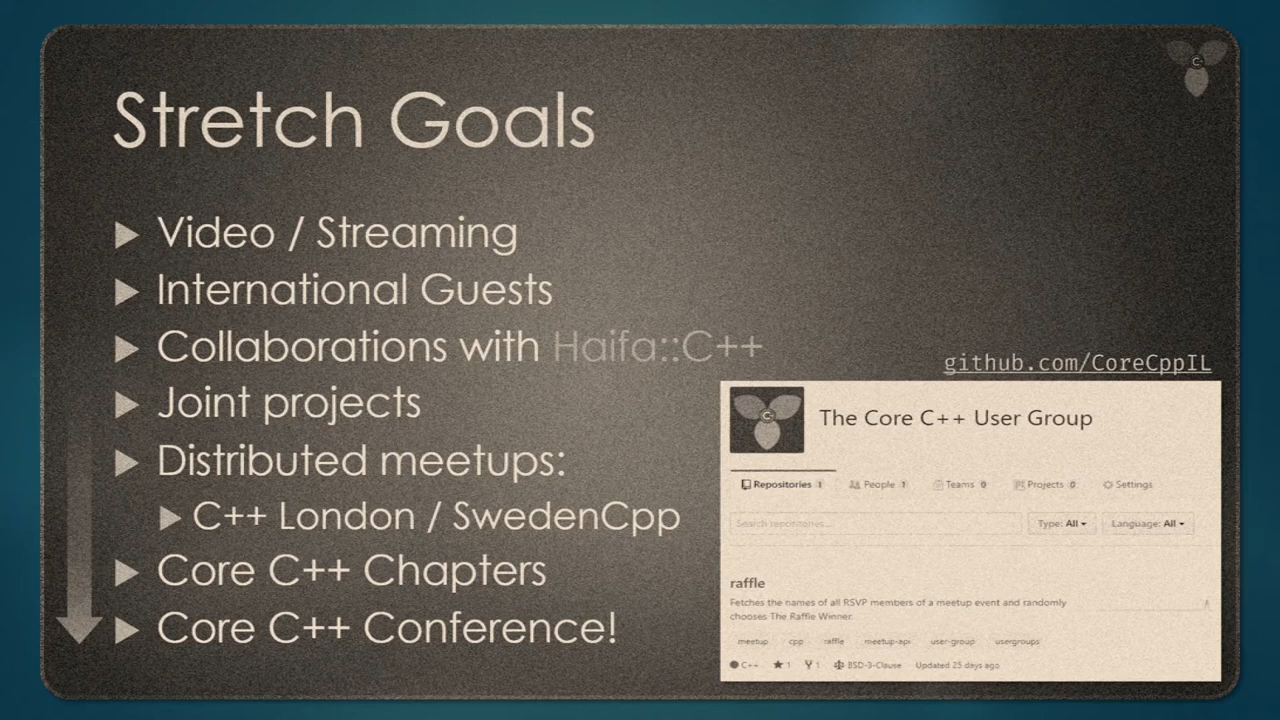 Stretch Goals
Video / Streaming
International Guests
Collaborations with Haifa::C++
Joint projects
Distributed meetups:
C++ London / SwedenCpp
Core C++ Chapters
Core C++ Conference!
github.com/CoreCppIL
The Core C++ User Group
Repositories 1 People 1 Teams 0 Projects 0 Settings
Search repositories... Type: All Language: All
raffle
Fetches the names of all RSVP members of a meetup event and randomly
chooses The Raffle Winner.
meetup cpp raffle meetup-api user-group usergroups
C++ 1 1 BSD-3-Clause Updated 25 days ago